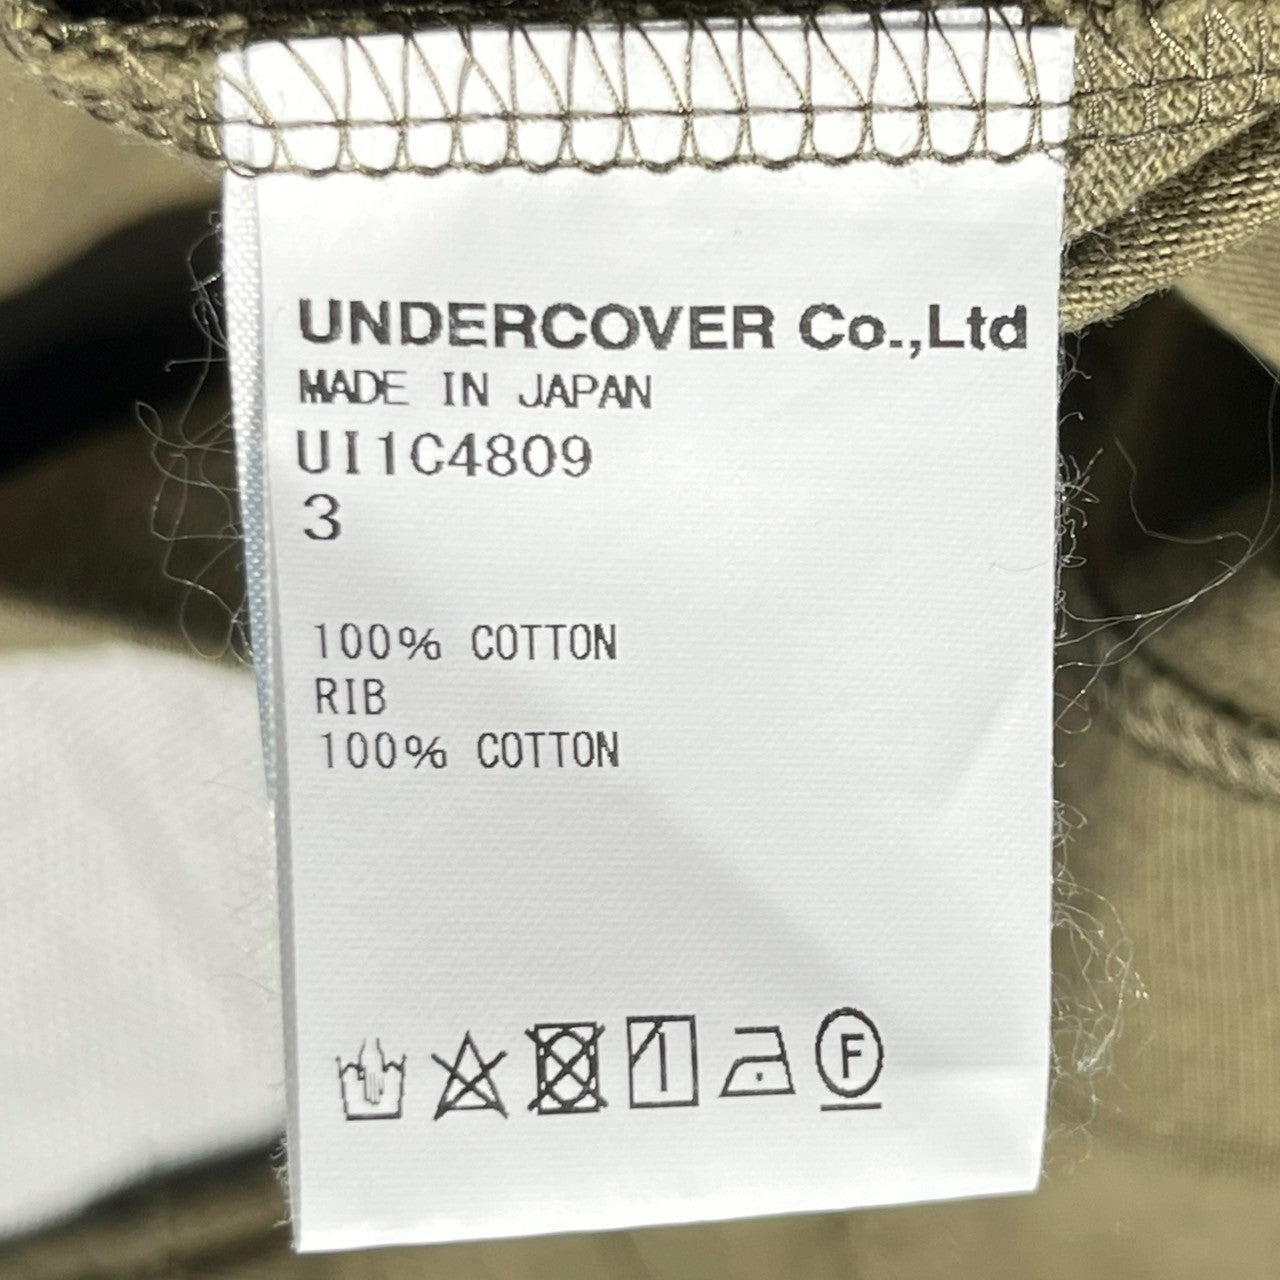 UNDERCOVER Co.,Ltd
MADE IN JAPAN
UI1C4809
3
100% COTTON
RIB
100% COTTON
F